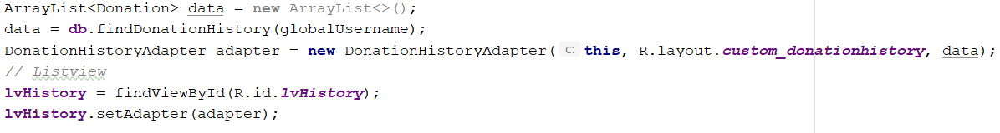 ArrayList<Donation> data = new ArrayList<>();
data = db.findDonationHistory(globalUsername);
DonationHistoryAdapter adapter = new DonationHistoryAdapter( c: this, R.layout.custom_donationhistory, data);
// Listview
lvHistory = findViewById(R.id.lvHistory);
lvHistory.setAdapter(adapter);